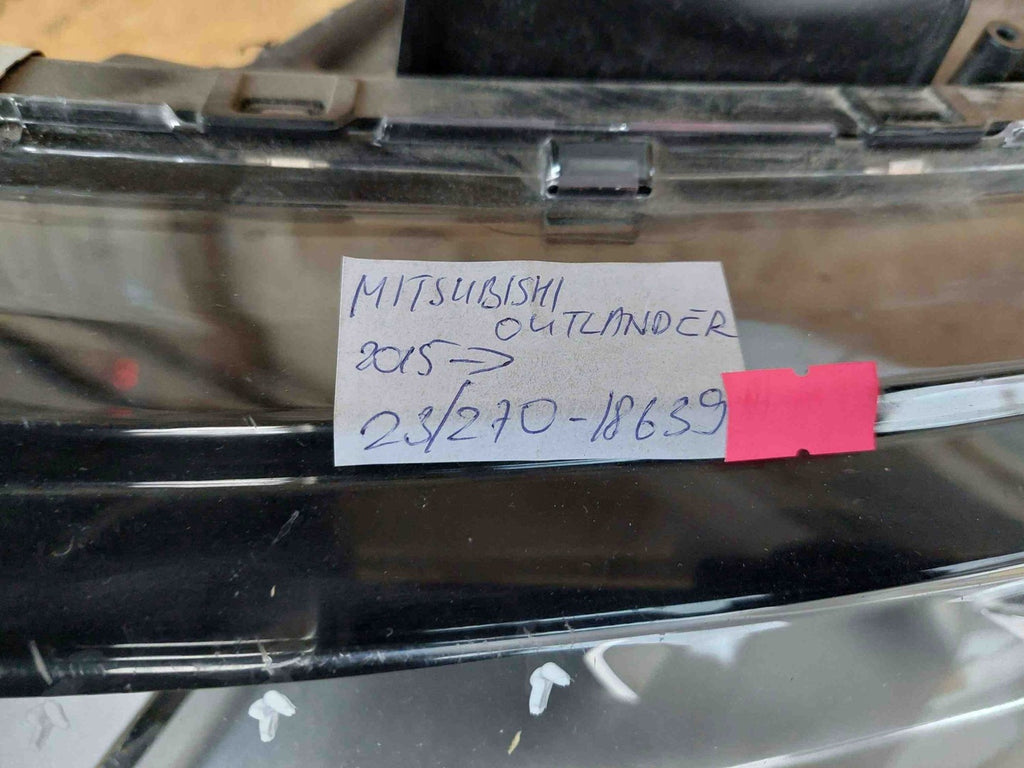 MITSUBISHI
OUTLANDER
2015->
23/270-18639